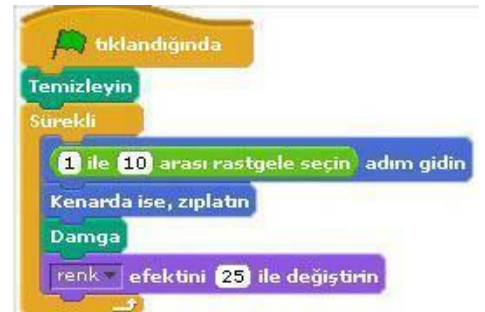 tıklandığında
Temizleyin
Sürekli
1 ile 10 arası rastgele seçin adım gidin
Kenarda ise, zıplatın
Damga
renk efektini 25 ile değiştirin